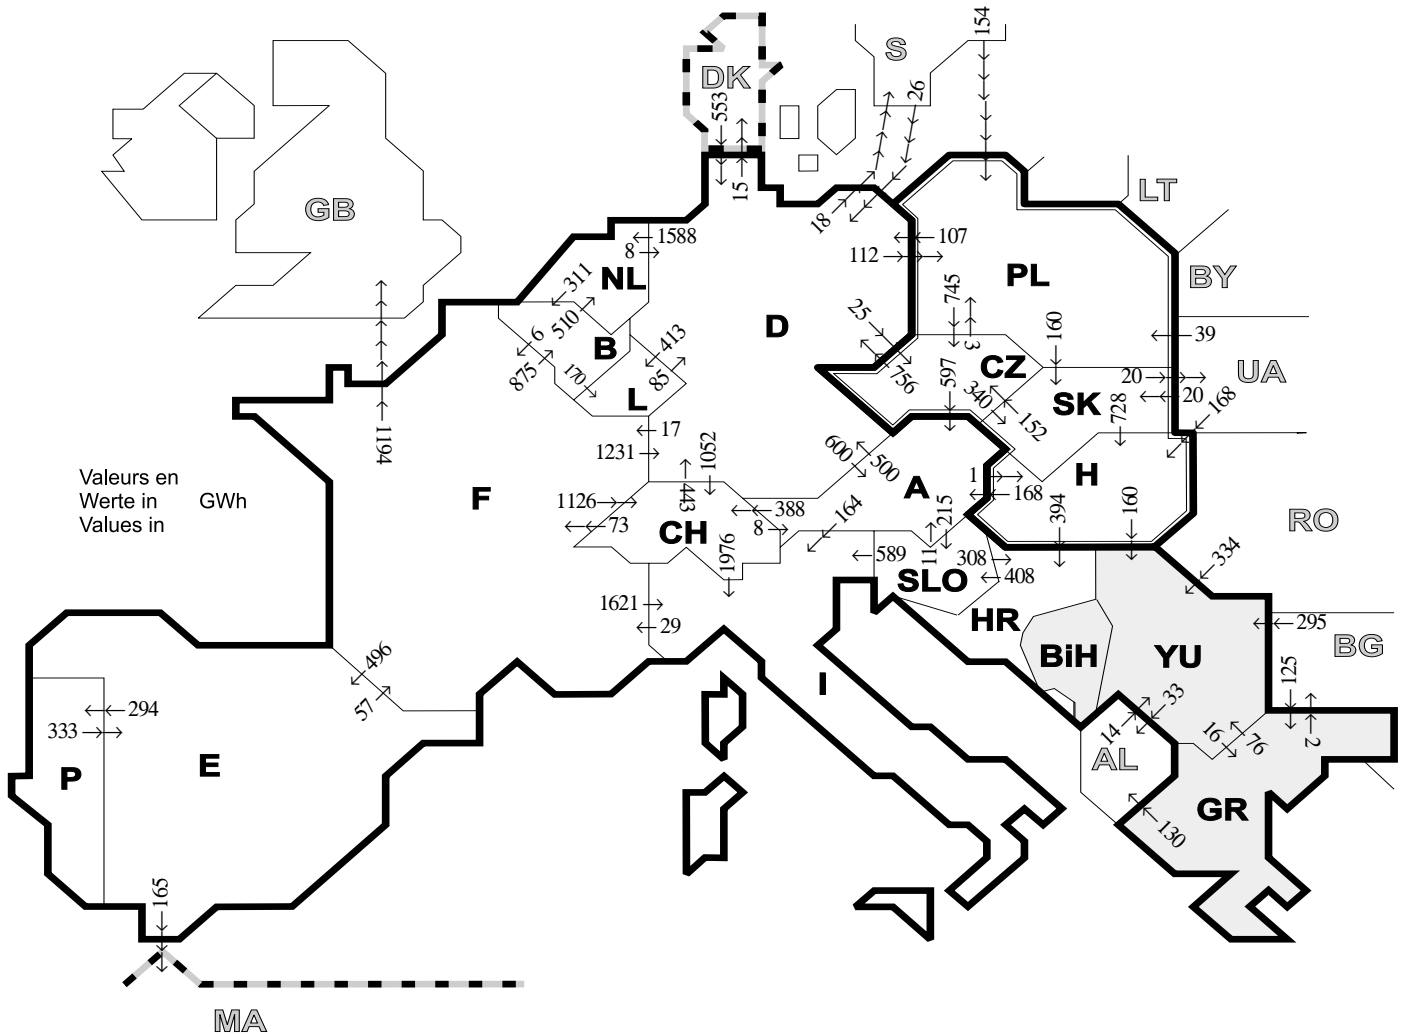 154
S
DK
26
553
15
18
GB
LT
1588
8
NL
107
112
PL
BY
311
510
745
3
160
39
D
25
6
B
413
875
170
85
756
CZ
597
340
152
SK
20
20
UA
168
728
L
17
1231
1052
443
600
500
1194
Valeurs en
Werte in GWh
Values in
F
A
1
168
H
1126
73
CH
388
8
164
215
11
394
160
RO
1976
589
SLO
308
408
334
1621
29
HR
BiH
YU
295
BG
496
57
I
125
2
33
14
16
76
294
333
P
E
AL
GR
130
165
MA